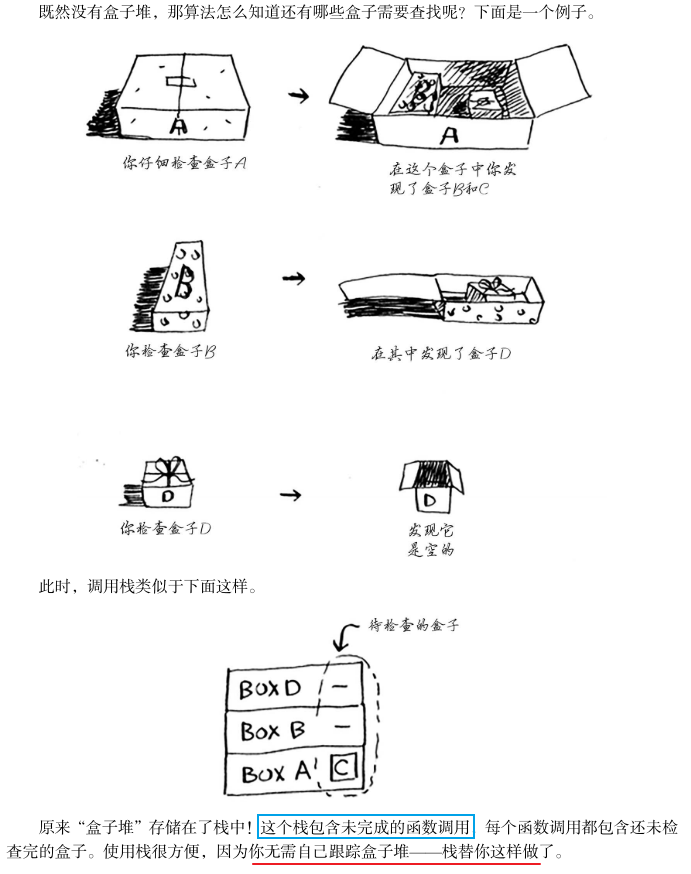 既然没有盒子堆，那算法怎么知道还有哪些盒子需要查找呢？下面是一个例子。
A
A
B
你仔细检查盒子A
在这个盒子中你发
现了盒子B和C
B
你检查盒子B
在其中发现了盒子D
D
D
你检查盒子D
发现它
是空的
此时，调用栈类似于下面这样。
待检查的盒子
BOX D —
BOX B —
BOX A C
原来“盒子堆”存储在了栈中！这个栈包含未完成的函数调用 每个函数调用都包含还未检
查完的盒子。使用栈很方便，因为你无需自己跟踪盒子堆——栈替你这样做了。